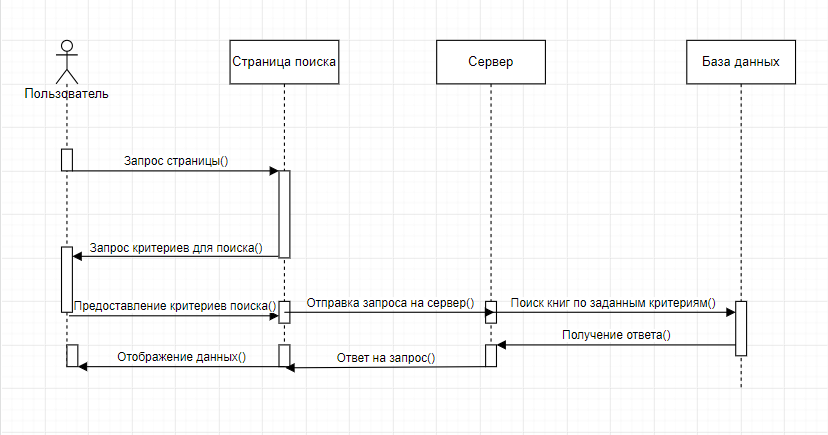 Страница поиска
Сервер
База данных
Пользователь
Запрос страницы()
Запрос критериев для поиска()
Предоставление критериев поиска()
Отправка запроса на сервер()
Поиск книг по заданным критериям()
Получение ответа()
Отображение данных()
Ответ на запрос()